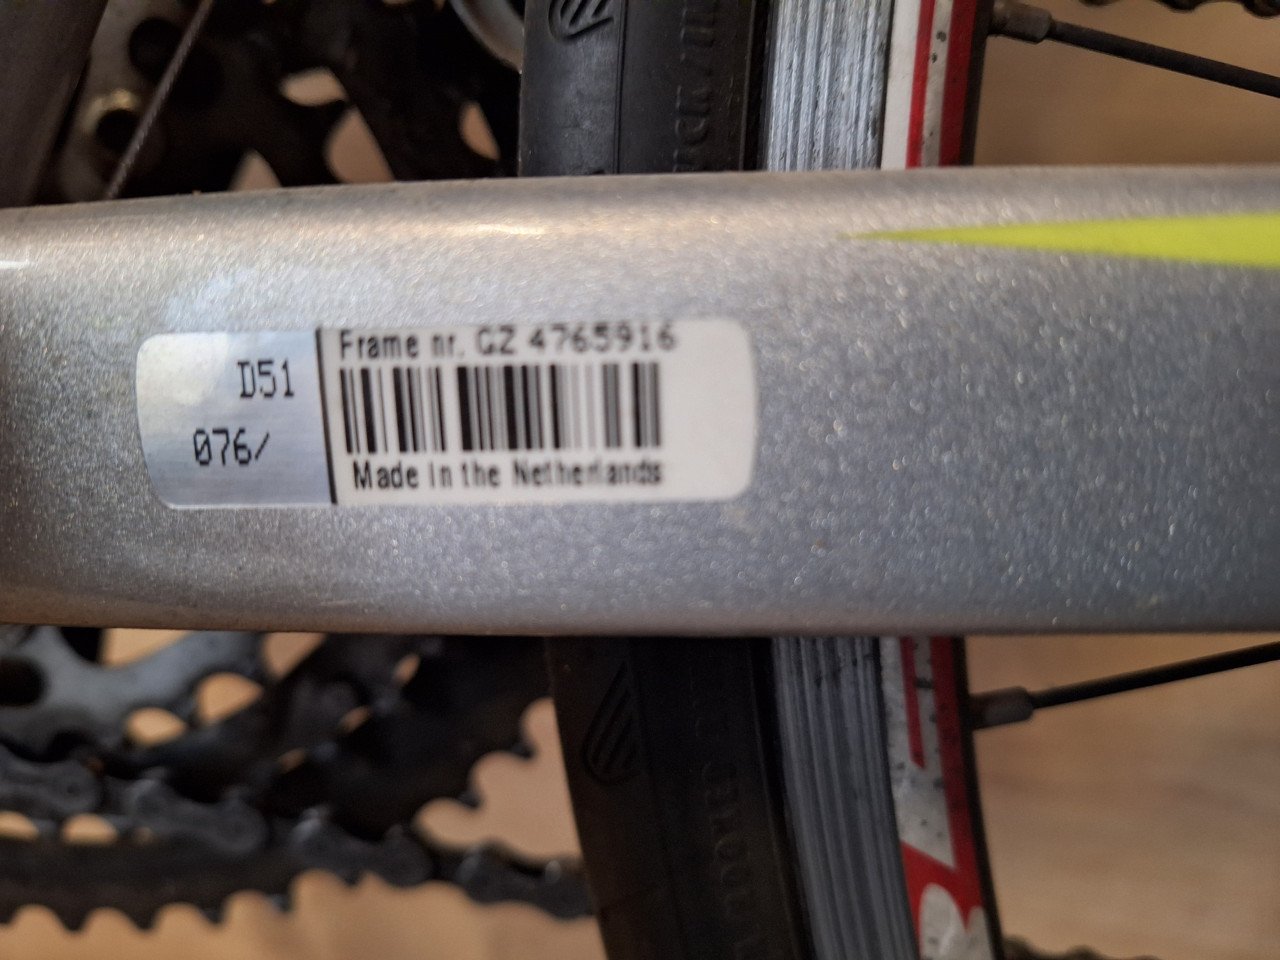 D51
076/
Frame nr. GZ 4765916
Made in the Netherlands